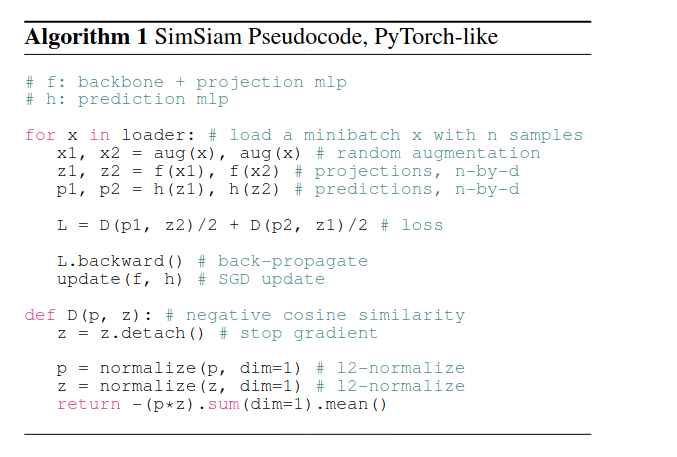 Algorithm 1 SimSiam Pseudocode, PyTorch-like
# f: backbone + projection mlp
# h: prediction mlp
for x in loader: # load a minibatch x with n samples
x1, x2 = aug(x), aug(x) # random augmentation
z1, z2 = f(x1), f(x2) # projections, n-by-d
p1, p2 = h(z1), h(z2) # predictions, n-by-d
L = D(p1, z2)/2 + D(p2, z1)/2 # loss
L.backward() # back-propagate
update(f, h) # SGD update
def D(p, z): # negative cosine similarity
z = z.detach() # stop gradient
p = normalize(p, dim=1) # l2-normalize
z = normalize(z, dim=1) # l2-normalize
return -(p*z).sum(dim=1).mean()